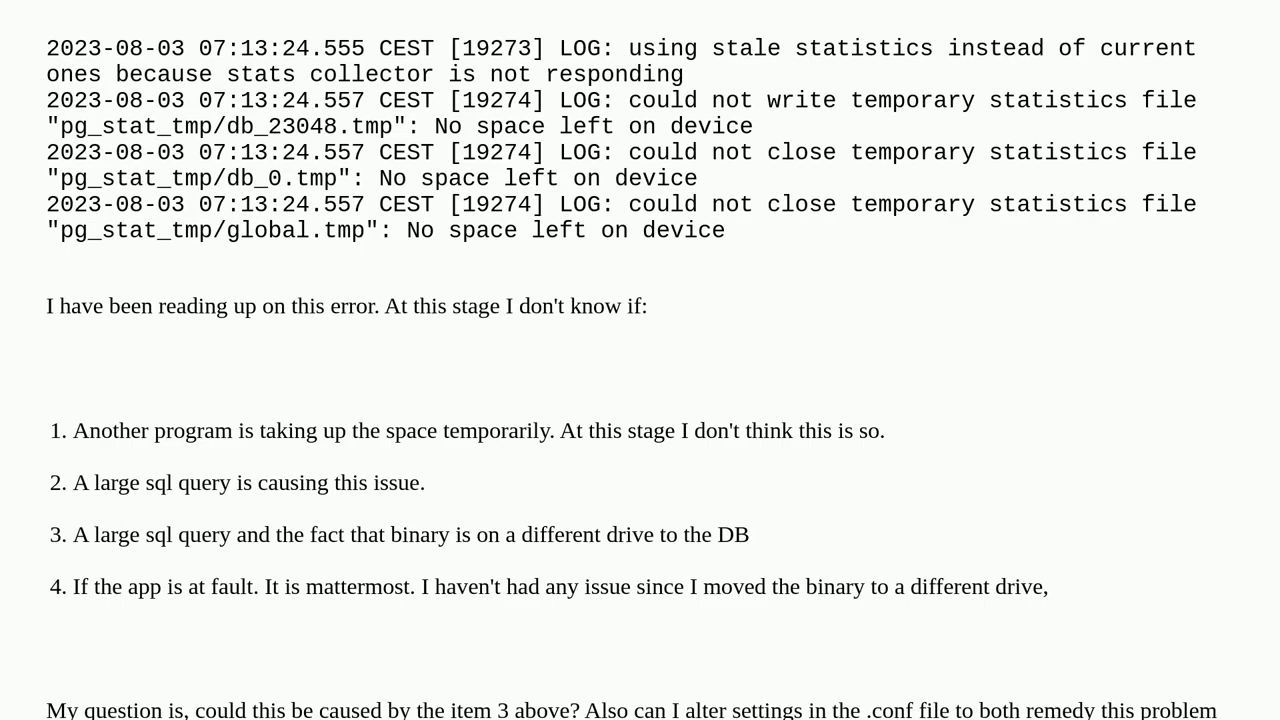 2023-08-03 07:13:24.555 CEST [19273] LOG: using stale statistics instead of current
ones because stats collector is not responding
2023-08-03 07:13:24.557 CEST [19274] LOG: could not write temporary statistics file
"pg_stat_tmp/db_23048.tmp": No space left on device
2023-08-03 07:13:24.557 CEST [19274] LOG: could not close temporary statistics file
"pg_stat_tmp/db_0.tmp": No space left on device
2023-08-03 07:13:24.557 CEST [19274] LOG: could not close temporary statistics file
"pg_stat_tmp/global.tmp": No space left on device
I have been reading up on this error. At this stage I don't know if:
1. Another program is taking up the space temporarily. At this stage I don't think this is so.
2. A large sql query is causing this issue.
3. A large sql query and the fact that binary is on a different drive to the DB
4. If the app is at fault. It is mattermost. I haven't had any issue since I moved the binary to a different drive,
My question is, could this be caused by the item 3 above? Also can I alter settings in the .conf file to both remedy this problem